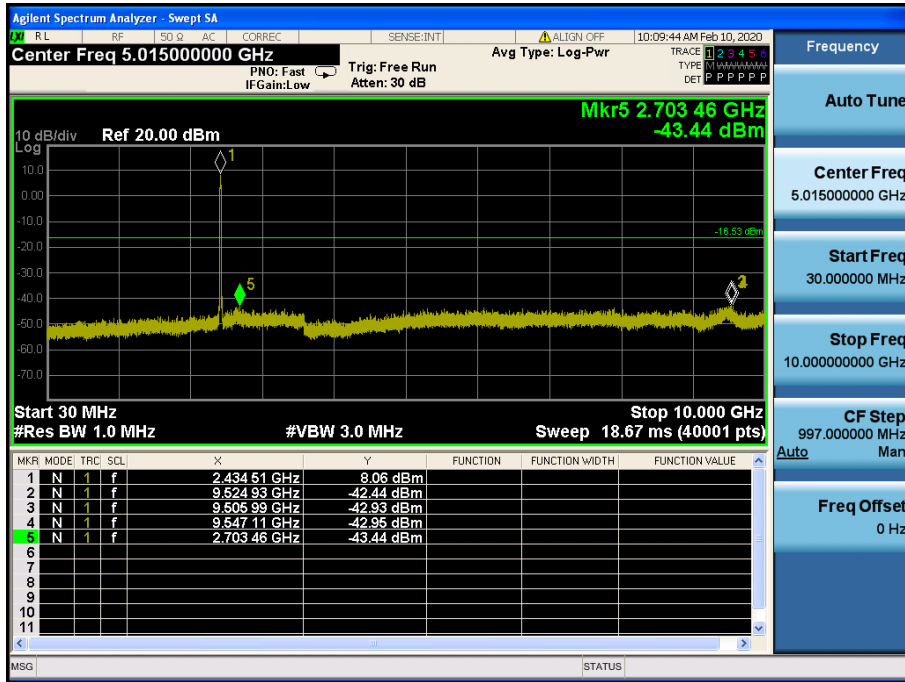 Agilent Spectrum Analyzer - Swept SA
LXI RL RF 50 Ω AC CORREC SENSE:INT ALIGN OFF 10:09:44 AM Feb 10, 2020
Center Freq 5.015000000 GHz Avg Type: Log-Pwr TRACE 1 2 3 4 5 6
PNO: Fast Trig: Free Run TYPE M
IFGain:Low Atten: 30 dB DET P P P P P P
Mkr5 2.703 46 GHz
10 dB/div Ref 20.00 dBm -43.44 dBm
Log
1
10.0
0.00
-10.0
-16.53 dBm
-20.0
-30.0
5
-40.0
-50.0
-60.0
-70.0
Start 30 MHz Stop 10.000 GHz
#Res BW 1.0 MHz #VBW 3.0 MHz Sweep 18.67 ms (40001 pts)
MKR MODE TRC SCL X Y FUNCTION FUNCTION WIDTH FUNCTION VALUE
1 N 1 f 2.434 51 GHz 8.06 dBm
2 N 1 f 9.524 93 GHz -42.44 dBm
3 N 1 f 9.505 99 GHz -42.93 dBm
4 N 1 f 9.547 11 GHz -42.95 dBm
5 N 1 f 2.703 46 GHz -43.44 dBm
6
7
8
9
10
11
MSG STATUS
Frequency
Auto Tune
Center Freq
5.015000000 GHz
Start Freq
30.000000 MHz
Stop Freq
10.000000000 GHz
CF Step
997.000000 MHz
Auto Man
Freq Offset
0 Hz